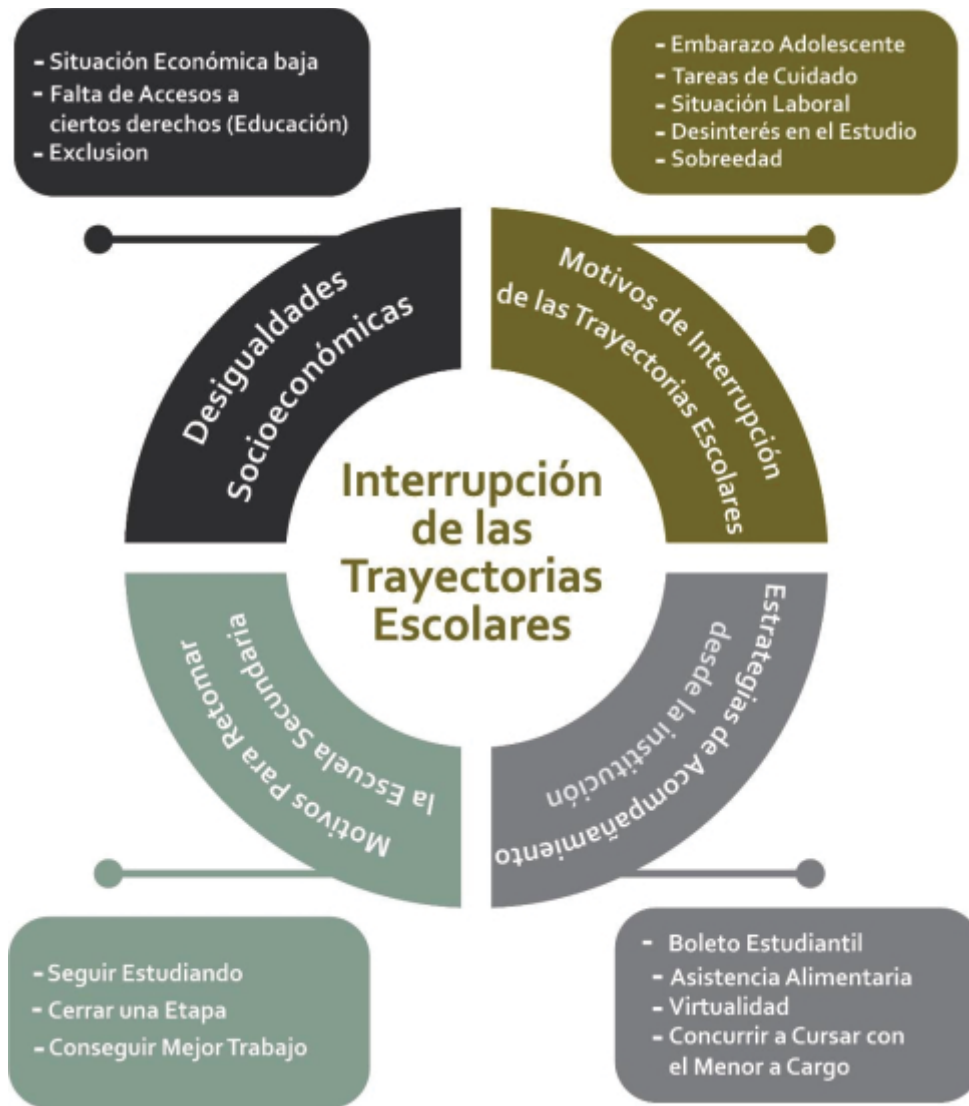 - Situación Económica baja
- Falta de Accesos a
ciertos derechos (Educación)
- Exclusion
- Embarazo Adolescente
- Tareas de Cuidado
- Situación Laboral
- Desinterés en el Estudio
- Sobreedad
Desigualdades
Socioeconómicas
Motivos de Interrupción
de las Trayectorias Escolares
Interrupción
de las
Trayectorias
Escolares
Motivos Para Retomar
la Escuela Secundaria
Estrategias de Acompañamiento
desde la institución
- Seguir Estudiando
- Cerrar una Etapa
- Conseguir Mejor Trabajo
- Boleto Estudiantil
- Asistencia Alimentaria
- Virtualidad
- Concurrir a Cursar con
el Menor a Cargo